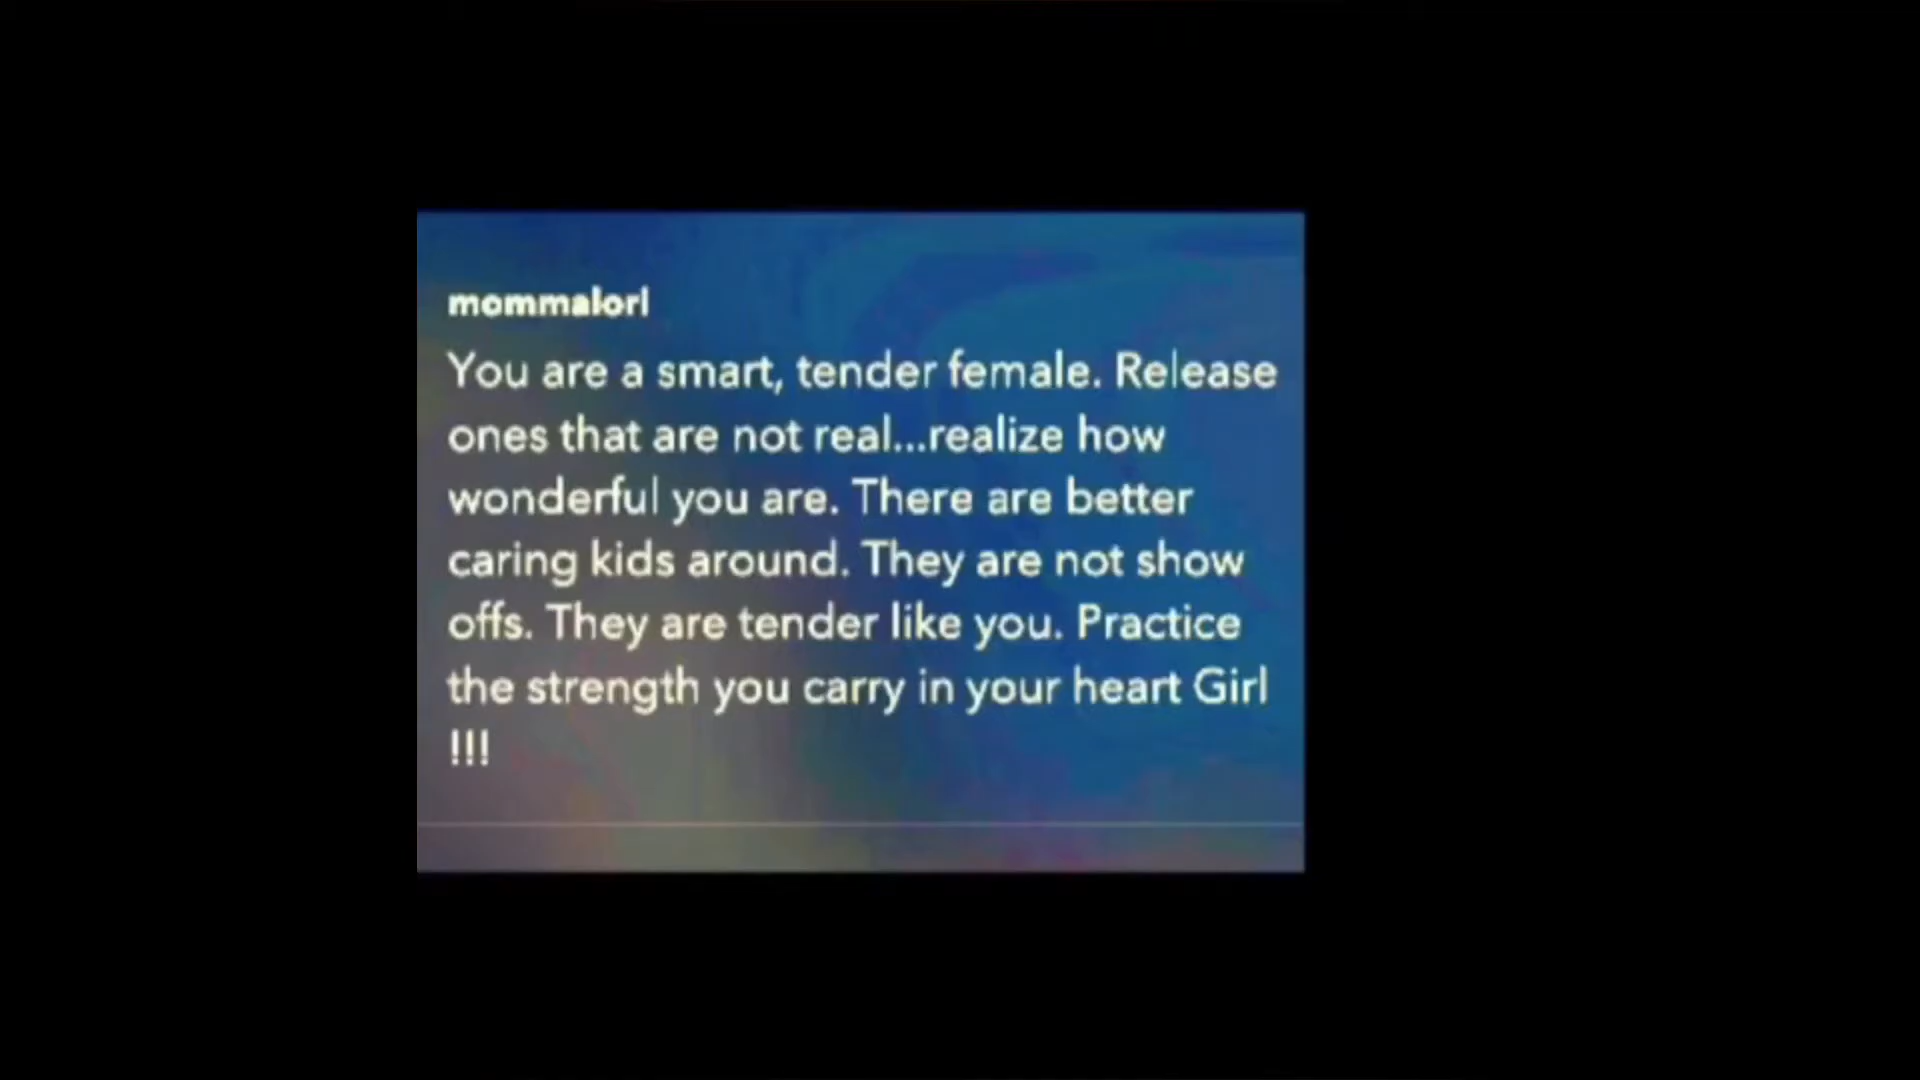 mommalorl
You are a smart, tender female. Release
ones that are not real...realize how
wonderful you are. There are better
caring kids around. They are not show
offs. They are tender like you. Practice
the strength you carry in your heart Girl
!!!